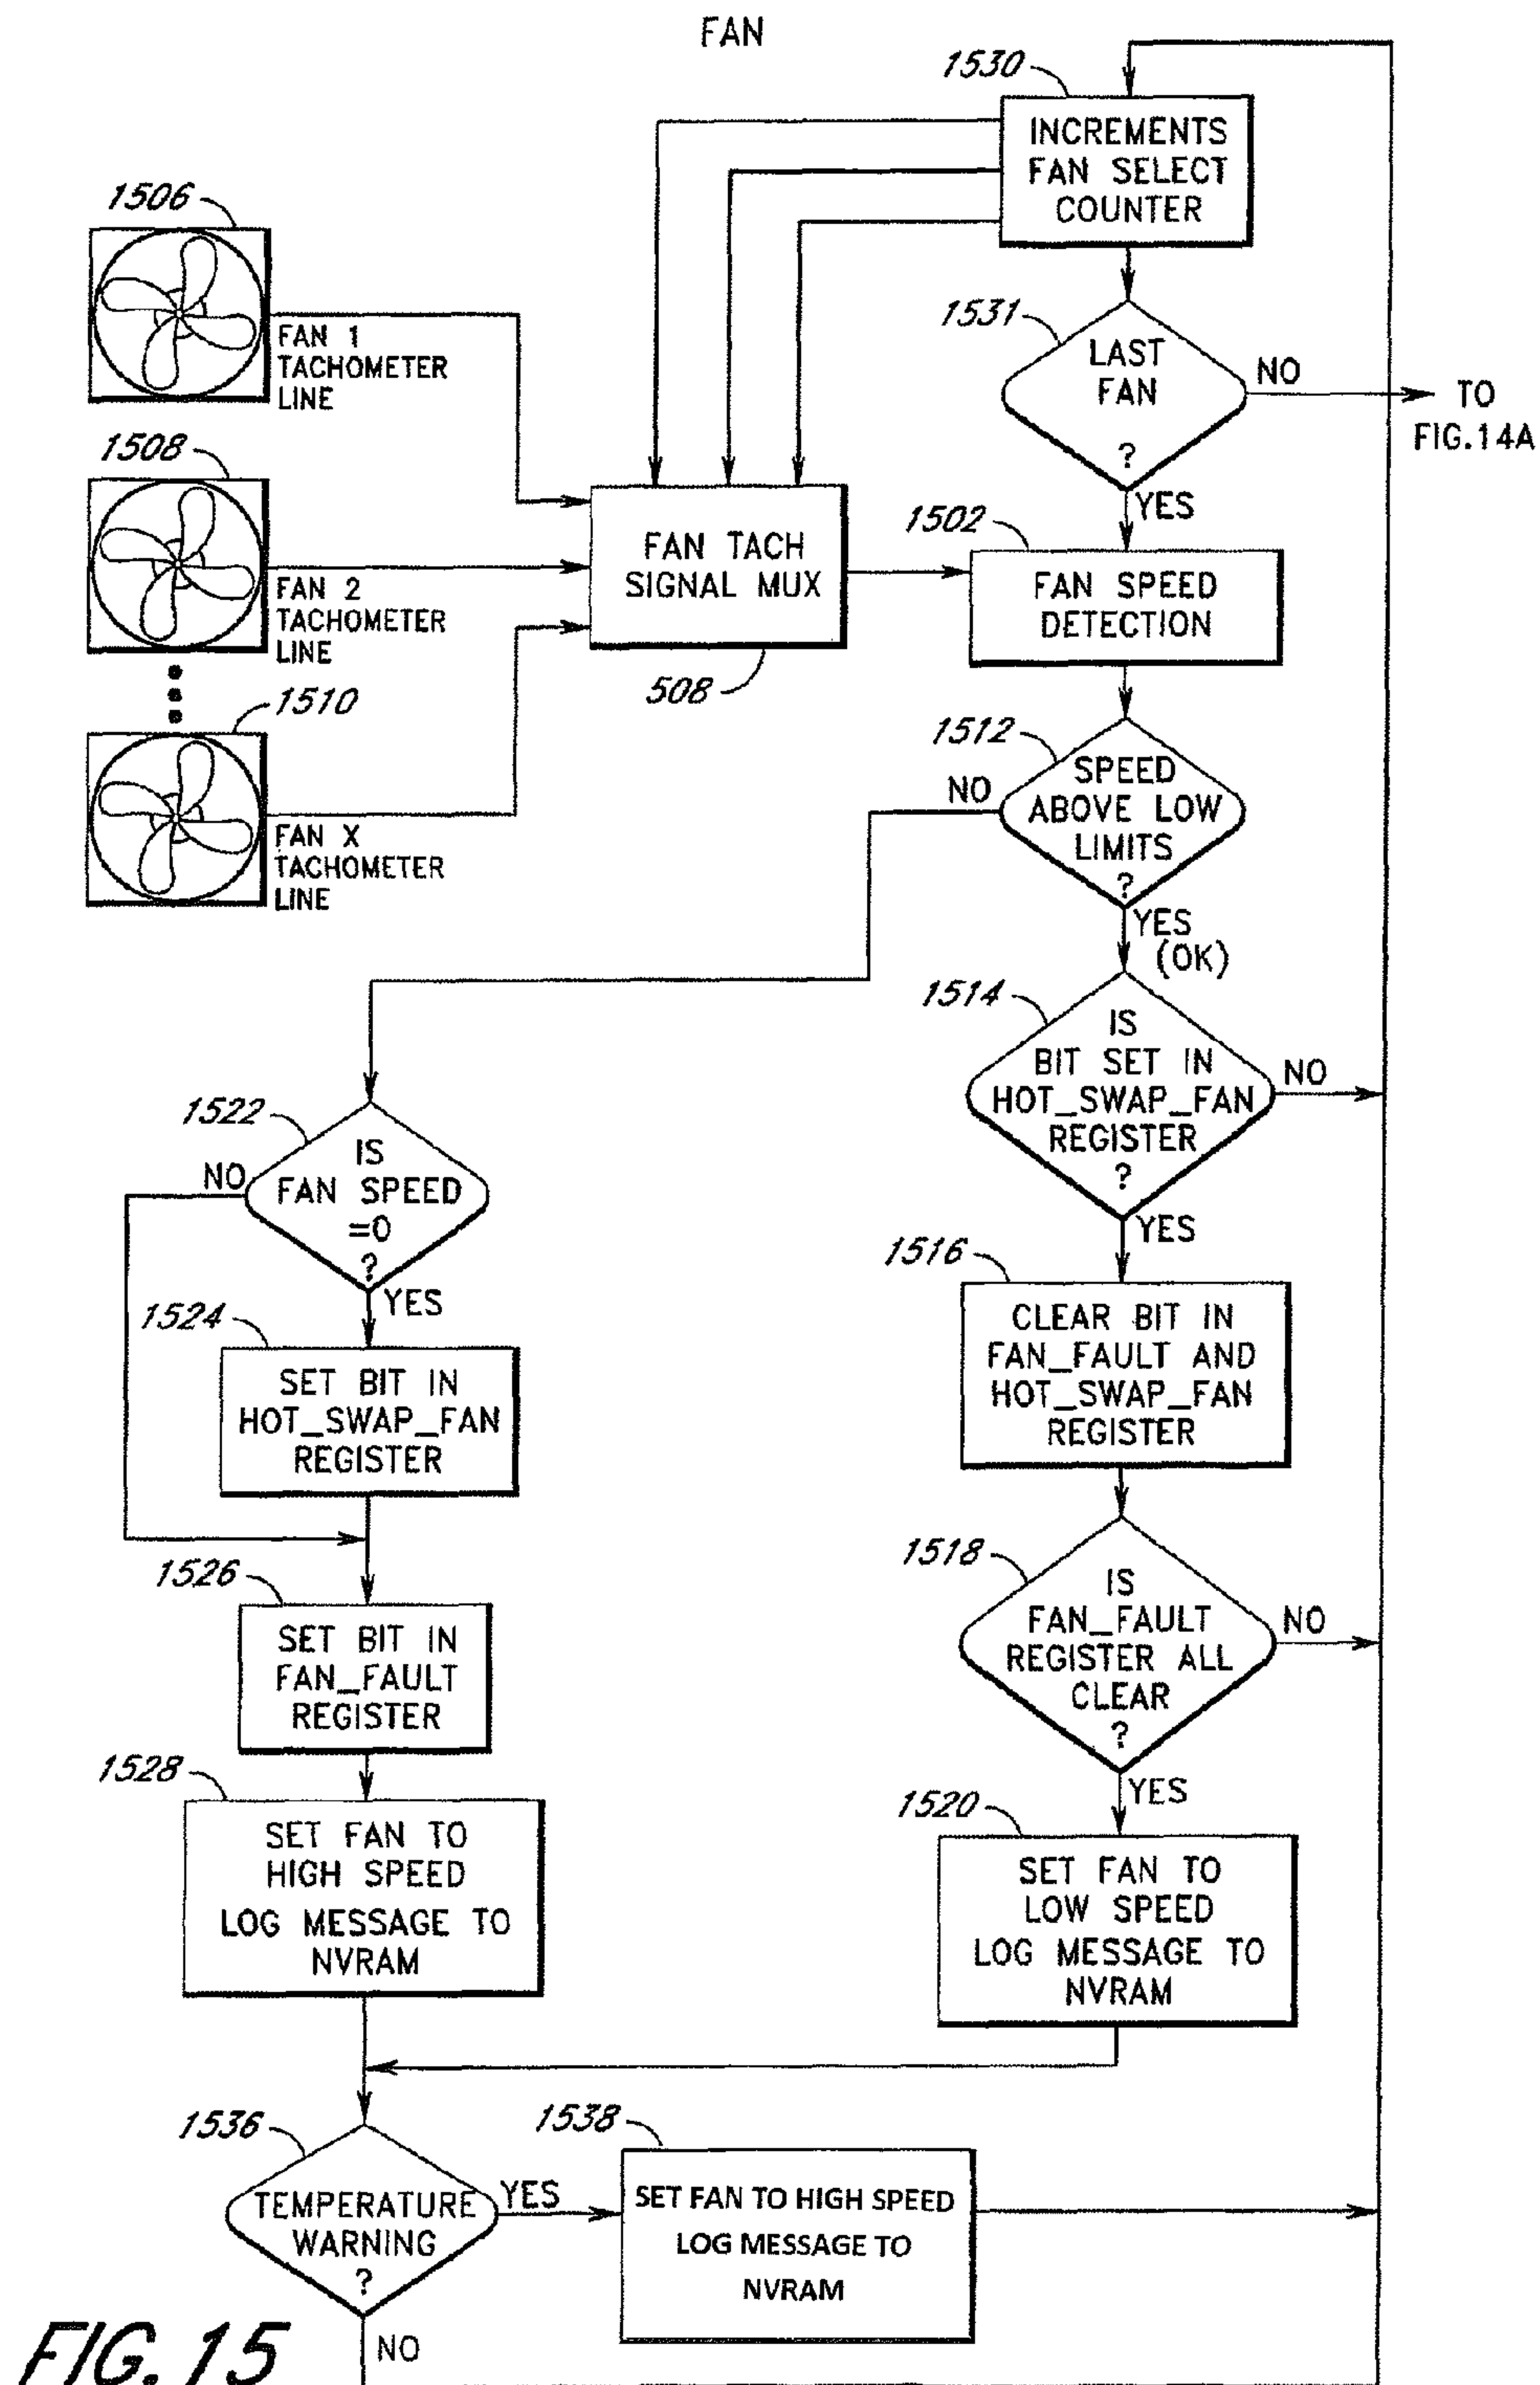 FAN
1530
INCREMENTS
FAN SELECT
COUNTER
1506
FAN 1
TACHOMETER
LINE
1531
LAST
FAN
?
NO
TO
FIG.14A
YES
1508
FAN 2
TACHOMETER
LINE
FAN TACH
SIGNAL MUX
508
1502
FAN SPEED
DETECTION
1510
FAN X
TACHOMETER
LINE
1512
SPEED
ABOVE LOW
LIMITS
?
NO
YES
(OK)
1514
IS
BIT SET IN
HOT_SWAP_FAN
REGISTER
?
NO
YES
1522
IS
FAN SPEED
=0
?
NO
YES
1516
CLEAR BIT IN
FAN_FAULT AND
HOT_SWAP_FAN
REGISTER
1524
SET BIT IN
HOT_SWAP_FAN
REGISTER
1518
IS
FAN_FAULT
REGISTER ALL
CLEAR
?
NO
YES
1526
SET BIT IN
FAN_FAULT
REGISTER
1528
SET FAN TO
HIGH SPEED
LOG MESSAGE TO
NVRAM
1520
SET FAN TO
LOW SPEED
LOG MESSAGE TO
NVRAM
1536
TEMPERATURE
WARNING
?
YES
NO
1538
SET FAN TO HIGH SPEED
LOG MESSAGE TO
NVRAM
FIG. 15